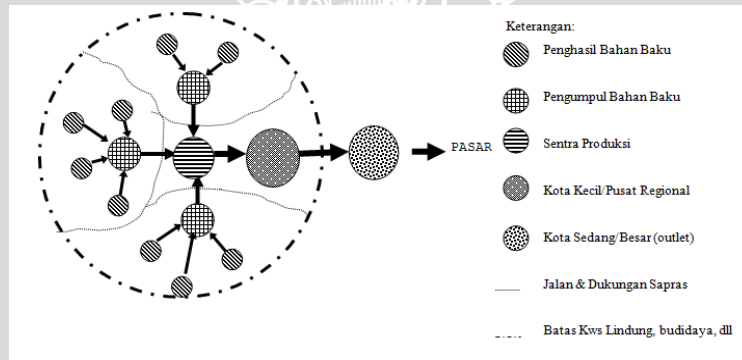 Keterangan:
Penghasil Bahan Baku
Pengumpul Bahan Baku
PASAR
Sentra Produksi
Kota Kecil/Pusat Regional
Kota Sedang/Besar (outlet)
Jalan & Dukungan Sapras
Batas Kws Lindung, budidaya, dll